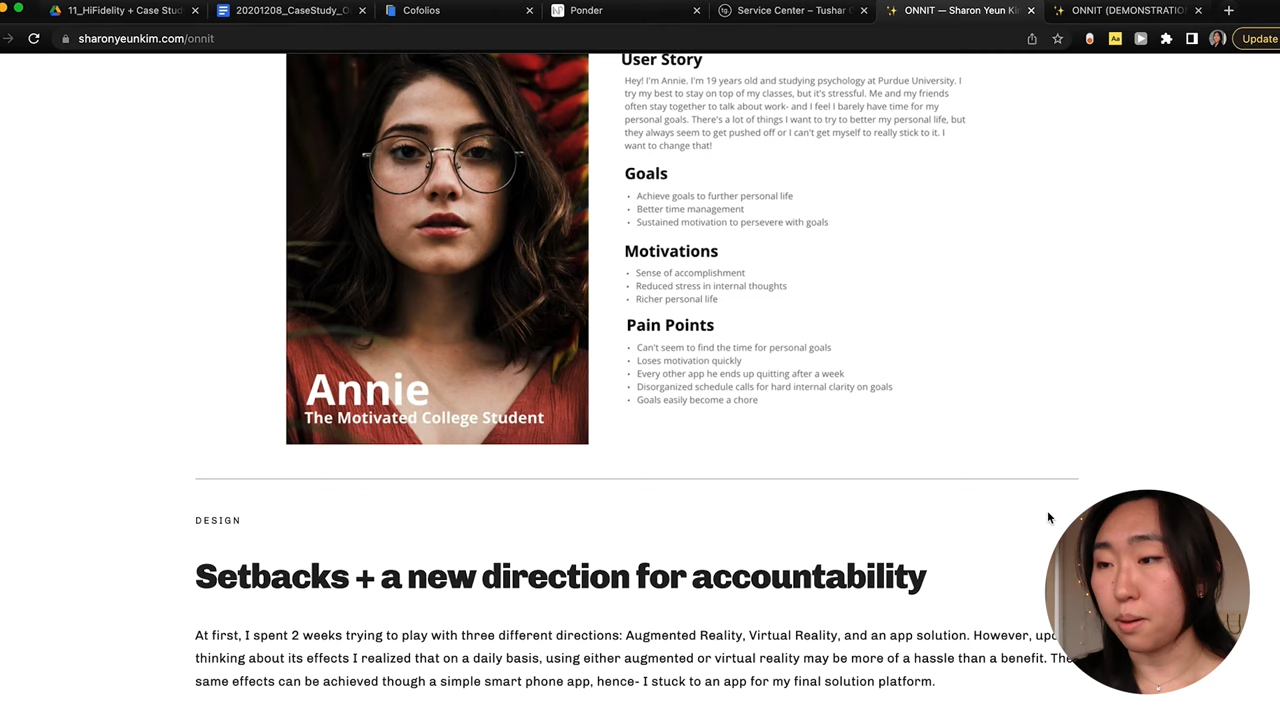 11_HiFidelity + Case Stud
20201208_CaseStudy_O
Cofolios
Ponder
Service Center – Tushar
ONNIT — Sharon Yeun Ki
ONNIT (DEMONSTRATIO
sharonyeunkim.com/onnit
Aa
Update
User Story
Hey! I'm Annie. I'm 19 years old and studying psychology at Purdue University. I
try my best to stay on top of my classes, but it's stressful. Me and my friends
often stay together to talk about work- and I feel I barely have time for my
personal goals. There's a lot of things I want to try to better my personal life, but
they always seem to get pushed off or I can't get myself to really stick to it. I
want to change that!
Goals
• Achieve goals to further personal life
• Better time management
• Sustained motivation to persevere with goals
Motivations
• Sense of accomplishment
• Reduced stress in internal thoughts
• Richer personal life
Pain Points
• Can't seem to find the time for personal goals
• Loses motivation quickly
• Every other app he ends up quitting after a week
• Disorganized schedule calls for hard internal clarity on goals
• Goals easily become a chore
Annie
The Motivated College Student
DESIGN
Setbacks + a new direction for accountability
At first, I spent 2 weeks trying to play with three different directions: Augmented Reality, Virtual Reality, and an app solution. However, upo
thinking about its effects I realized that on a daily basis, using either augmented or virtual reality may be more of a hassle than a benefit. The
same effects can be achieved though a simple smart phone app, hence- I stuck to an app for my final solution platform.